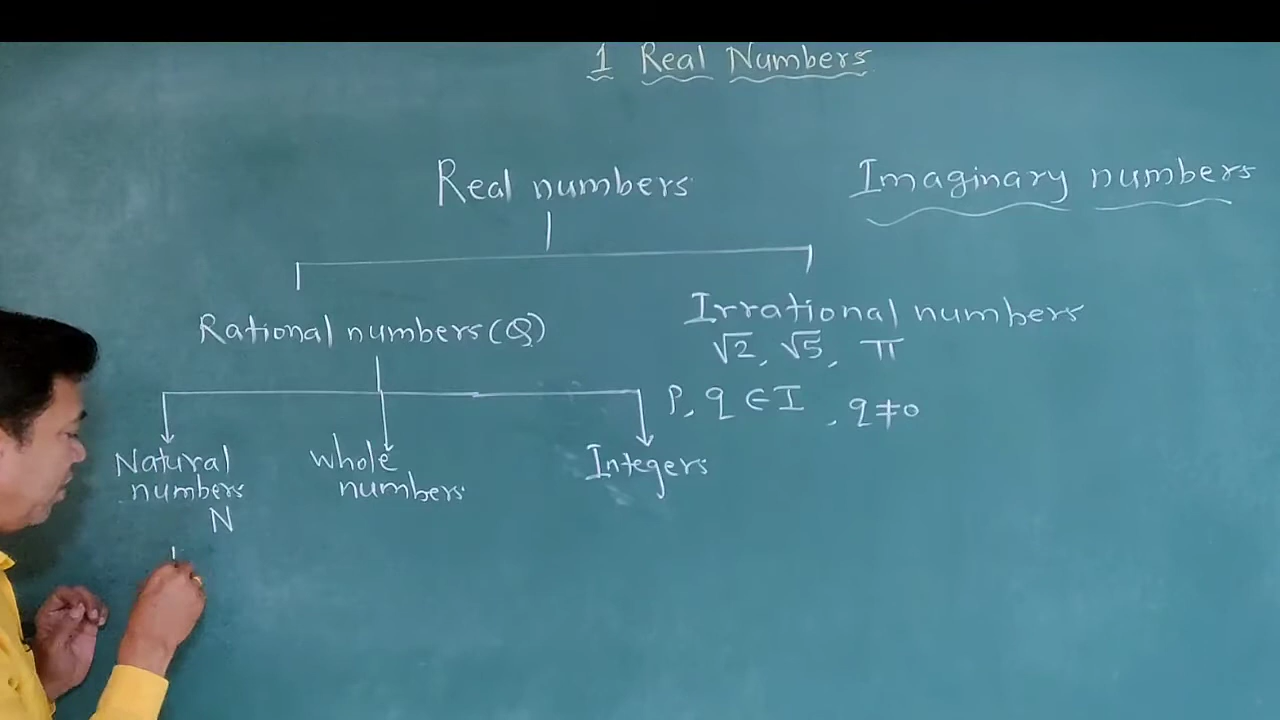 1 Real Numbers
Real numbers
Imaginary numbers
Rational numbers (Q)
Irrational numbers
√2, √5, π
p, q ∈ I, q ≠ 0
Natural
numbers
N
whole
numbers
Integers